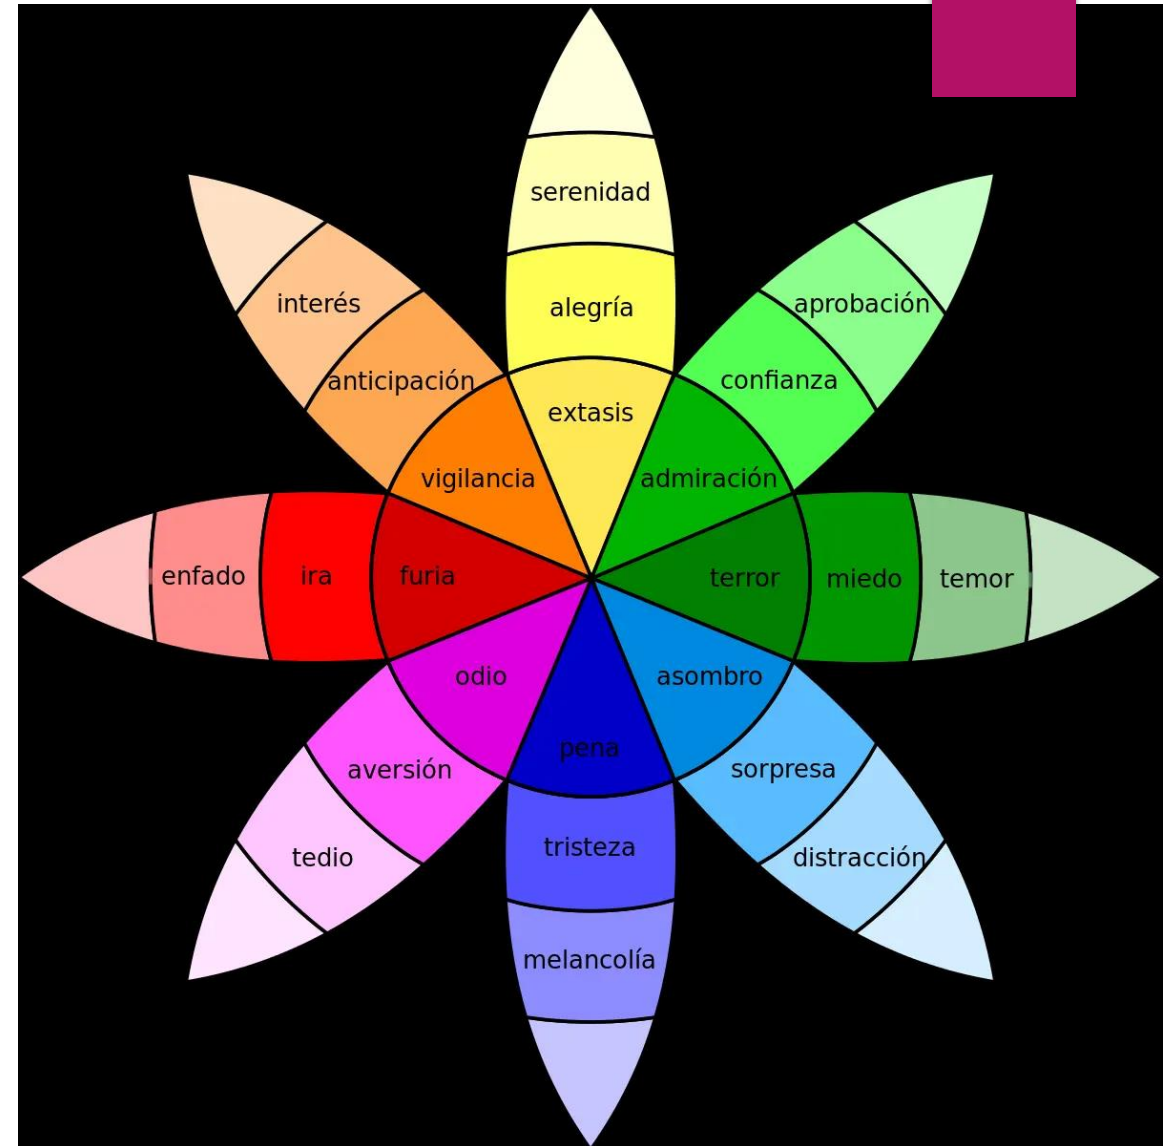 serenidad
alegría
extasis
interés
anticipación
vigilancia
aprobación
confianza
admiración
enfado
ira
furia
terror
miedo
temor
odio
aversión
tedio
pena
tristeza
melancolía
asombro
sorpresa
distracción